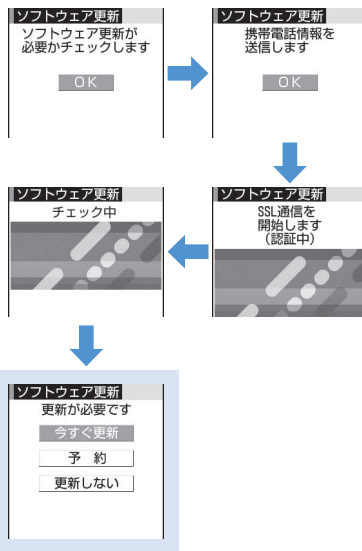 ソフトウェア更新
ソフトウェア更新が
必要かチェックします
OK
ソフトウェア更新
携帯電話情報を
送信します
OK
ソフトウェア更新
SSL通信を
開始します
(認証中)
ソフトウェア更新
チェック中
ソフトウェア更新
更新が必要です
今すぐ更新
予 約
更新しない